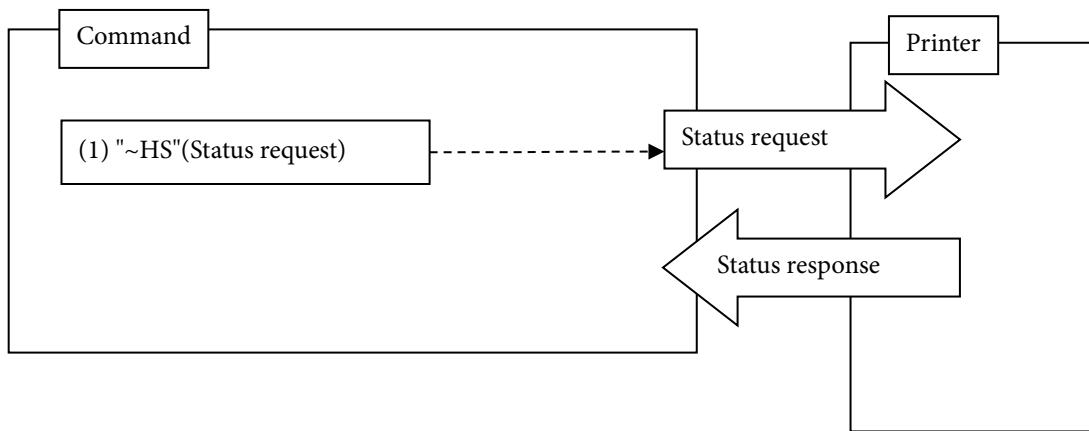 Command
Printer
(1) "~HS"(Status request)
Status request
Status response